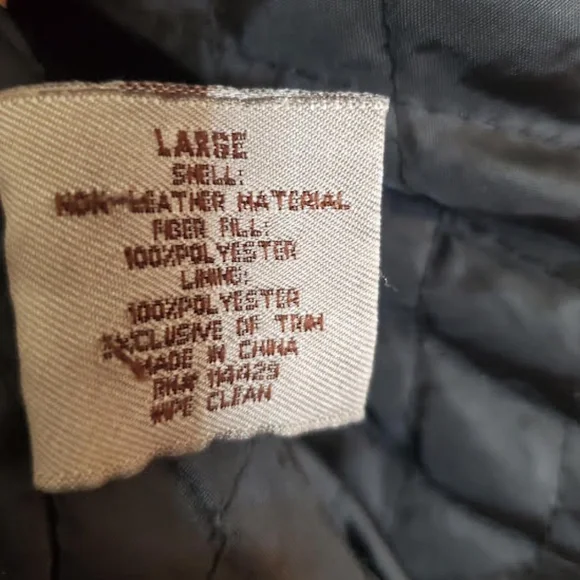 LARGE
SHELL:
NON-LEATHER MATERIAL
FIBER FILL:
100%POLYESTER
LINING:
100%POLYESTER
EXCLUSIVE OF TRIM
MADE IN CHINA
RN# 114429
WIPE CLEAN